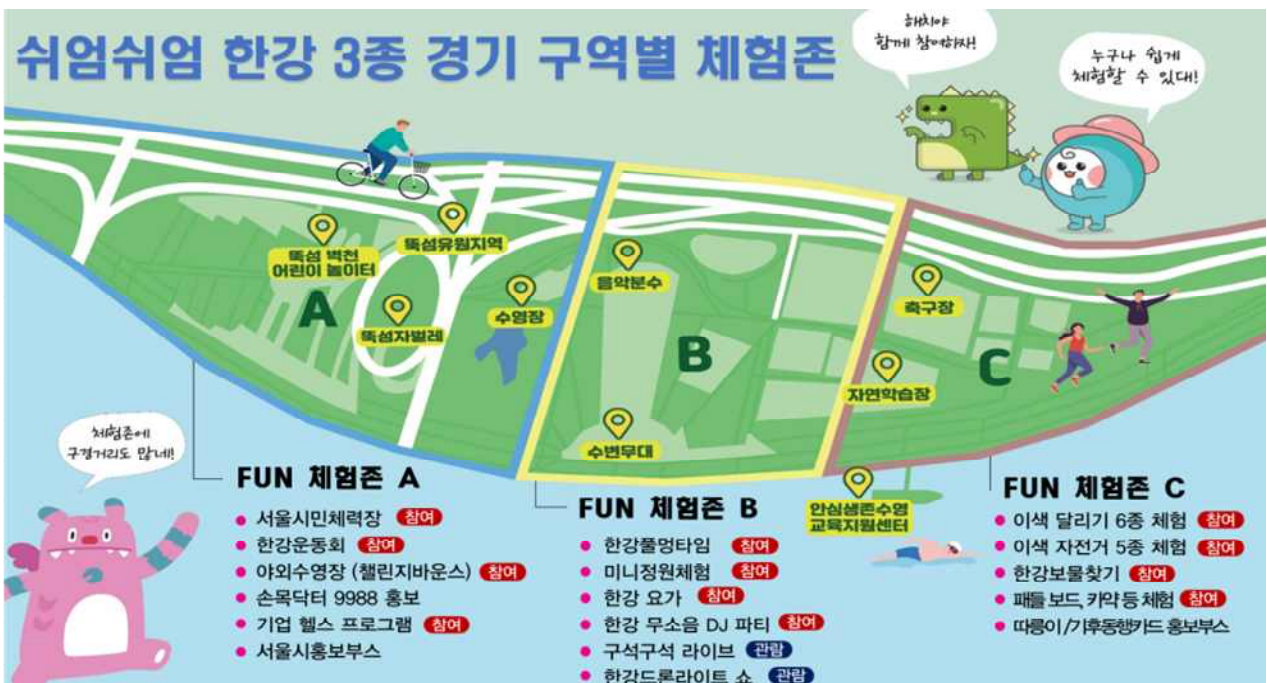 쉬엄쉬엄 한강 3종 경기 구역별 체험존
해치야
함께 참여하자!
누구나 쉽게
체험할 수 있대!
뚝섬 벽천
어린이 놀이터
뚝섬유원지역
뚝섬자벌레
수영장
A
음악분수
B
수변무대
축구장
자연학습장
C
안심생존수영
교육지원센터
체험존에
구경거리도 많네!
FUN 체험존 A
서울시민체력장 참여
한강운동회 참여
야외수영장 (챌린지바운스) 참여
손목닥터 9988 홍보
기업 헬스 프로그램 참여
서울시홍보부스
FUN 체험존 B
한강풀멍타임 참여
미니정원체험 참여
한강 요가 참여
한강 무소음 DJ 파티 참여
구석구석 라이브 관람
한강드론라이트 쇼 관람
FUN 체험존 C
이색 달리기 6종 체험 참여
이색 자전거 5종 체험 참여
한강보물찾기 참여
패들 보드, 카약 등 체험 참여
따릉이/기후동행카드 홍보부스